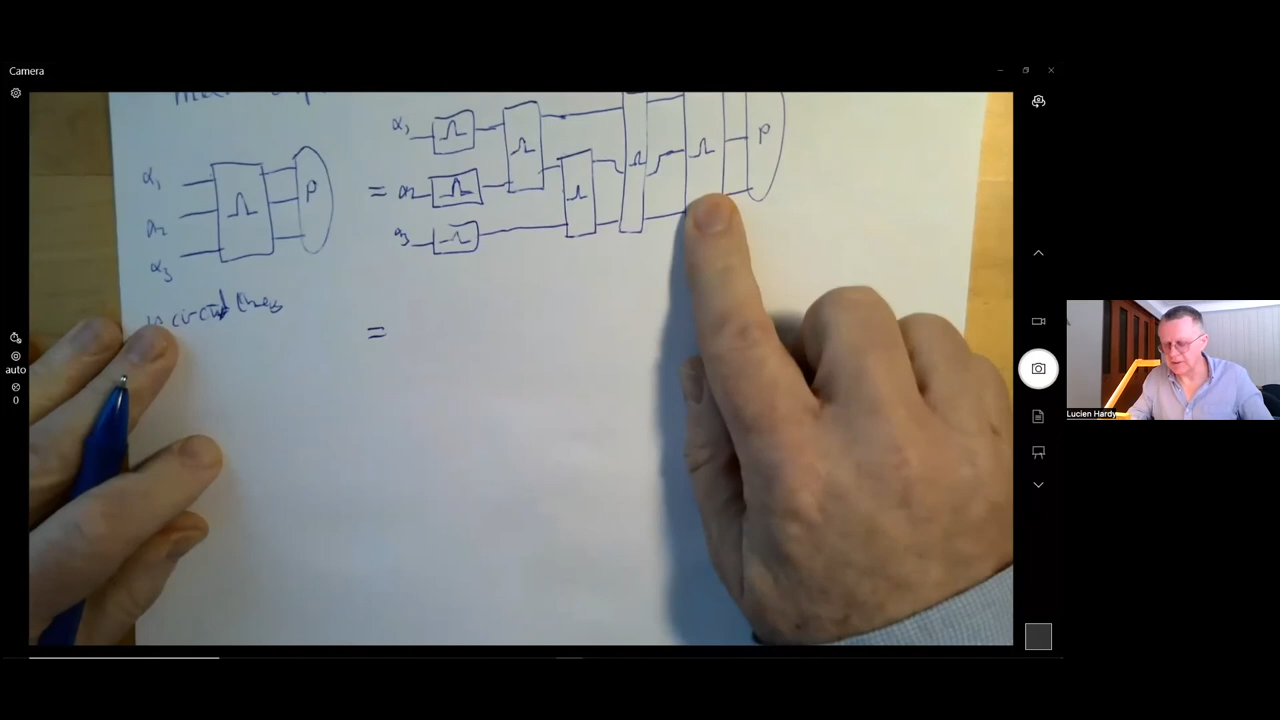 Camera
α₁
α₂
α₃
Λ
P
=
α₁ Λ
α₂ Λ
α₃ Λ
Λ
Λ
Λ
Λ
P
=
auto
0
Lucien Hardy